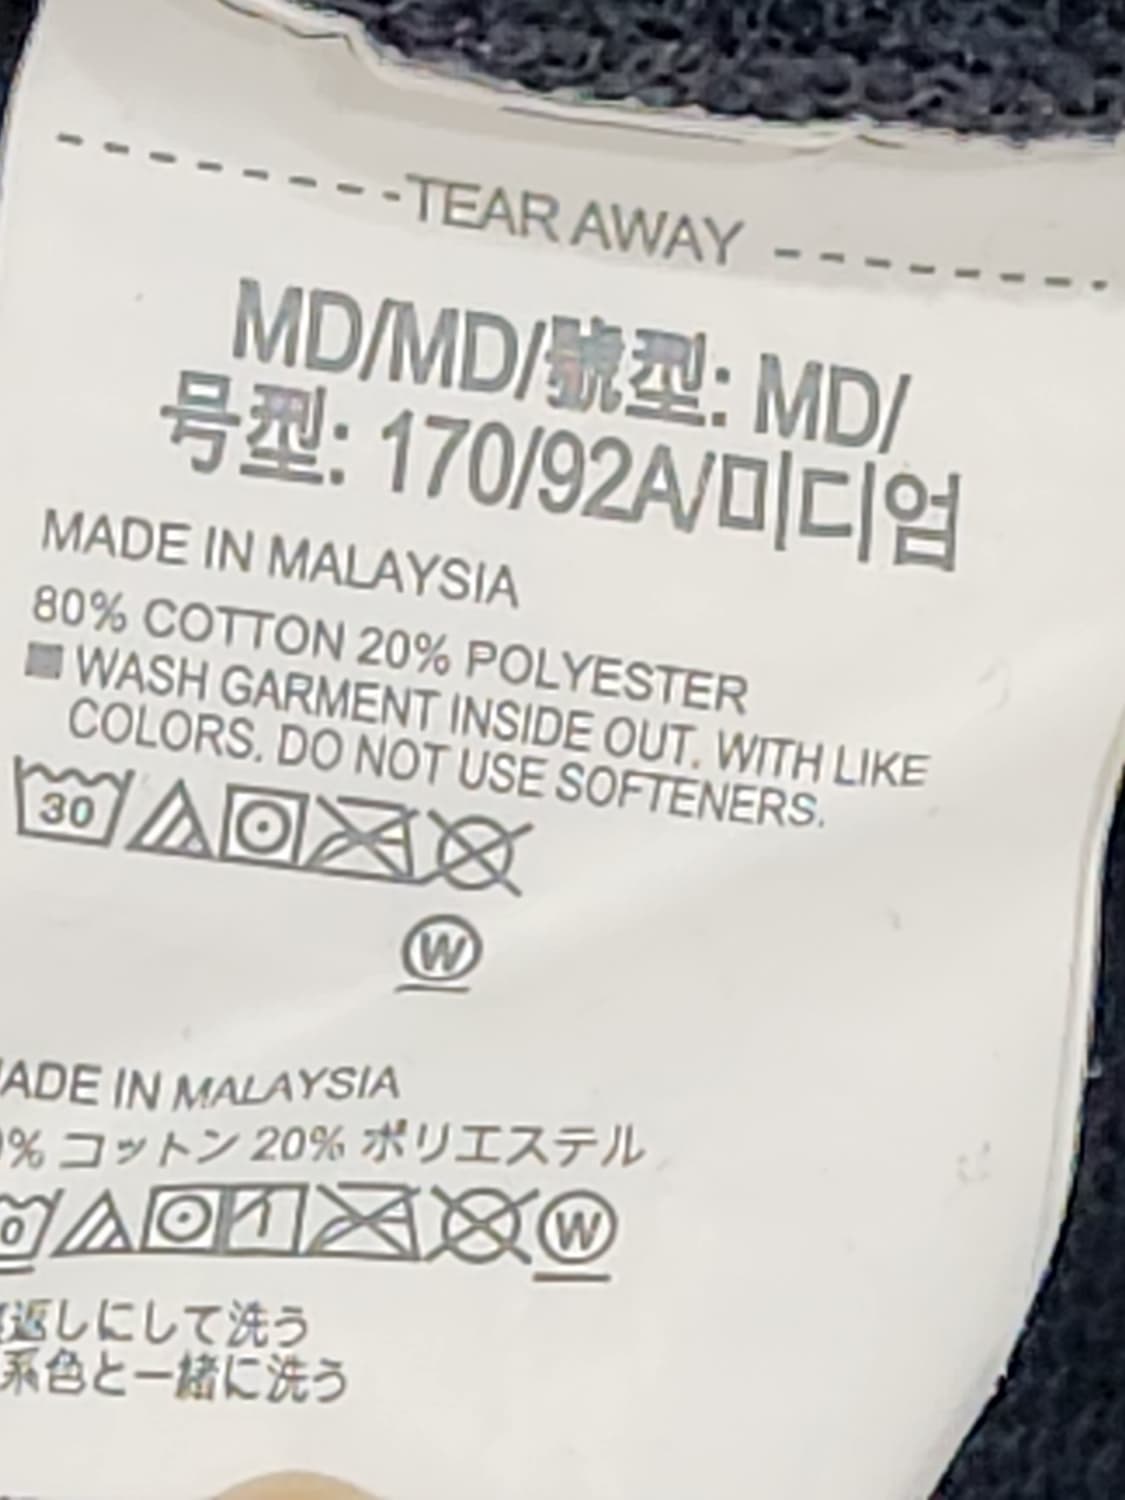 TEAR AWAY
MD/MD/號型: MD/
号型: 170/92A/미디엄
MADE IN MALAYSIA
80% COTTON 20% POLYESTER
WASH GARMENT INSIDE OUT. WITH LIKE
COLORS. DO NOT USE SOFTENERS.
30
W
ADE IN MALAYSIA
% コットン 20% ポリエステル
0 W
返しにして洗う
系色と一緒に洗う